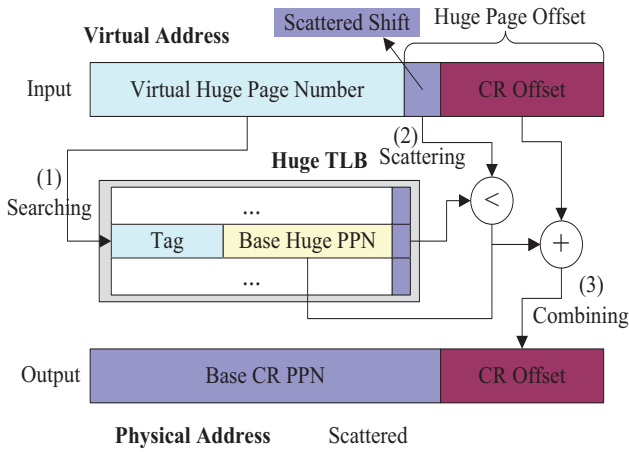 Scattered Shift
Huge Page Offset
Virtual Address
Input
Virtual Huge Page Number
CR Offset
(1)
Searching
(2)
Scattering
Huge TLB
...
Tag
Base Huge PPN
...
<
+
(3)
Combining
Output
Base CR PPN
CR Offset
Physical Address
Scattered